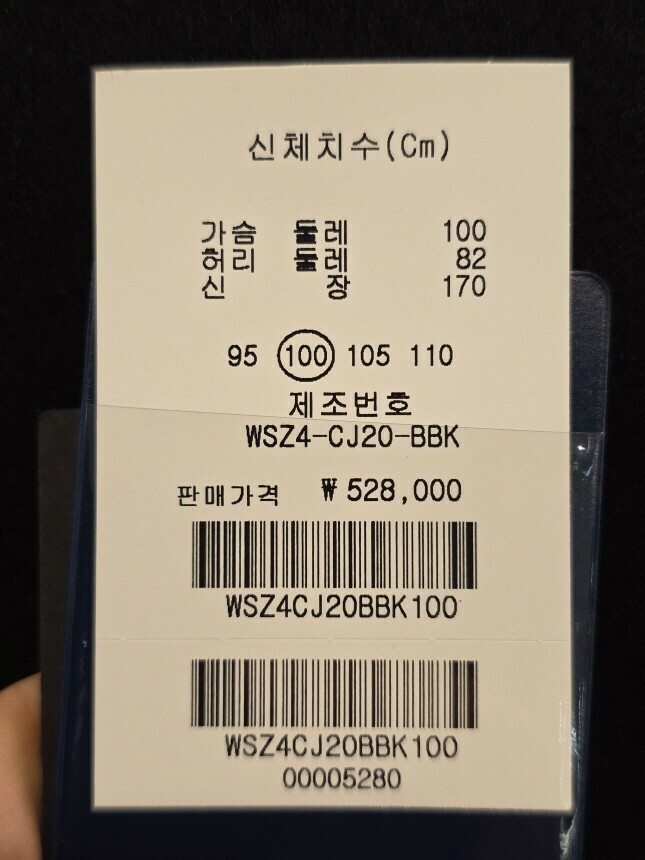 신체치수(Cm)
가슴 둘레 100
허리 둘레 82
신 장 170
95 100 105 110
제조번호
WSZ4-CJ20-BBK
판매가격 ₩ 528,000
WSZ4CJ20BBK100
WSZ4CJ20BBK100
00005280